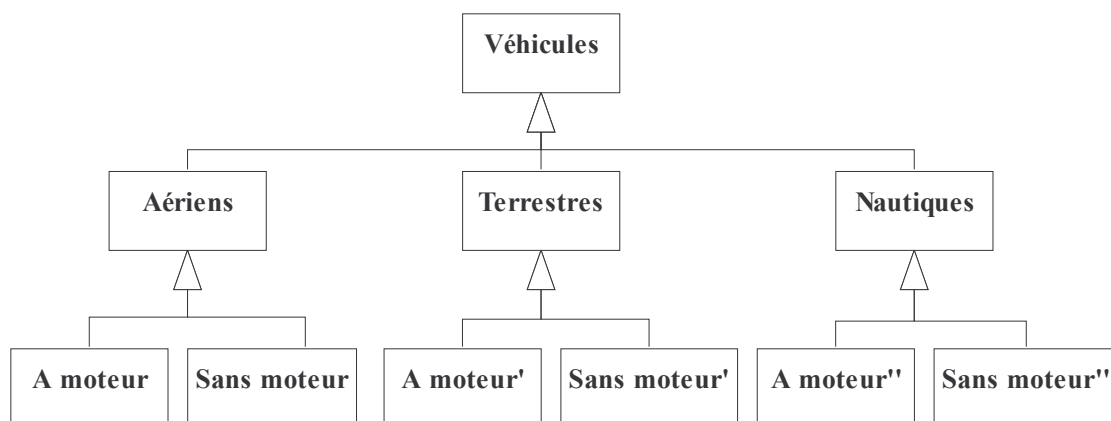 Véhicules
Aériens
Terrestres
Nautiques
A moteur
Sans moteur
A moteur'
Sans moteur'
A moteur''
Sans moteur''